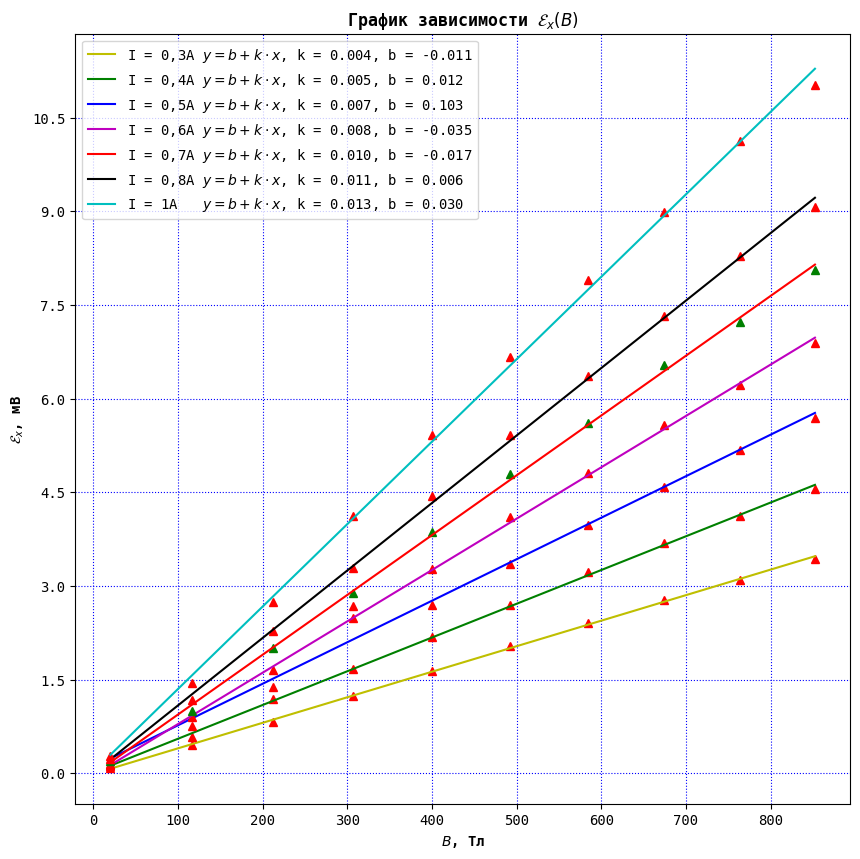 График зависимости ℰₓ(B)
I = 0,3A y = b + k · x, k = 0.004, b = -0.011
I = 0,4A y = b + k · x, k = 0.005, b = 0.012
I = 0,5A y = b + k · x, k = 0.007, b = 0.103
I = 0,6A y = b + k · x, k = 0.008, b = -0.035
I = 0,7A y = b + k · x, k = 0.010, b = -0.017
I = 0,8A y = b + k · x, k = 0.011, b = 0.006
I = 1A y = b + k · x, k = 0.013, b = 0.030
10.5
9.0
7.5
6.0
4.5
3.0
1.5
0.0
ℰₓ, мВ
0 100 200 300 400 500 600 700 800
B, Тл